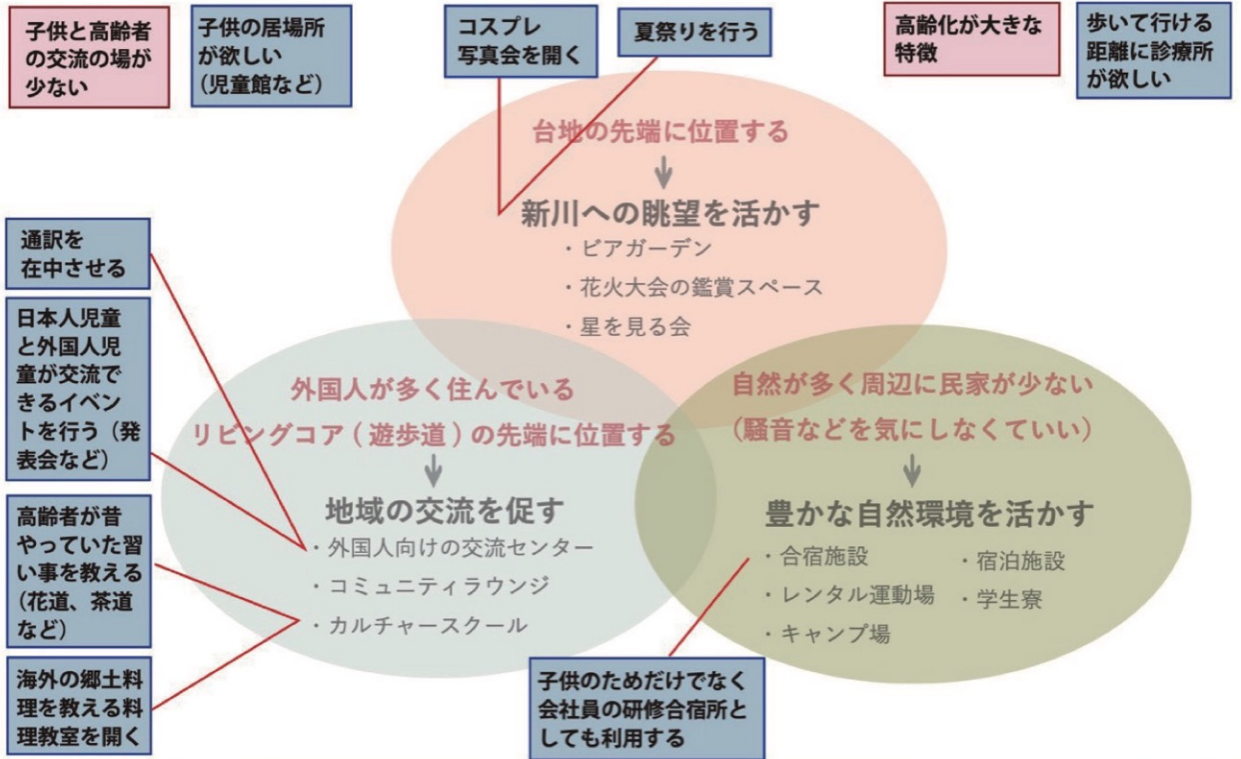 子供と高齢者
の交流の場が
少ない
子供の居場所
が欲しい
（児童館など）
コスプレ
写真会を開く
夏祭りを行う
高齢化が大きな
特徴
歩いて行ける
距離に診療所
が欲しい
台地の先端に位置する
↓
新川への眺望を活かす
・ビアガーデン
・花火大会の鑑賞スペース
・星を見る会
通訳を
在中させる
日本人児童
と外国人児
童が交流で
きるイベン
トを行う（発
表会など）
高齢者が昔
やっていた習
い事を教える
（花道、茶道
など）
海外の郷土料
理を教える料
理教室を開く
外国人が多く住んでいる
リビングコア ( 遊歩道 ) の先端に位置する
↓
地域の交流を促す
・外国人向けの交流センター
・コミュニティラウンジ
・カルチャースクール
自然が多く周辺に民家が少ない
（騒音などを気にしなくていい）
↓
豊かな自然環境を活かす
・合宿施設
・レンタル運動場
・キャンプ場
・宿泊施設
・学生寮
子供のためだけでなく
会社員の研修合宿所と
しても利用する